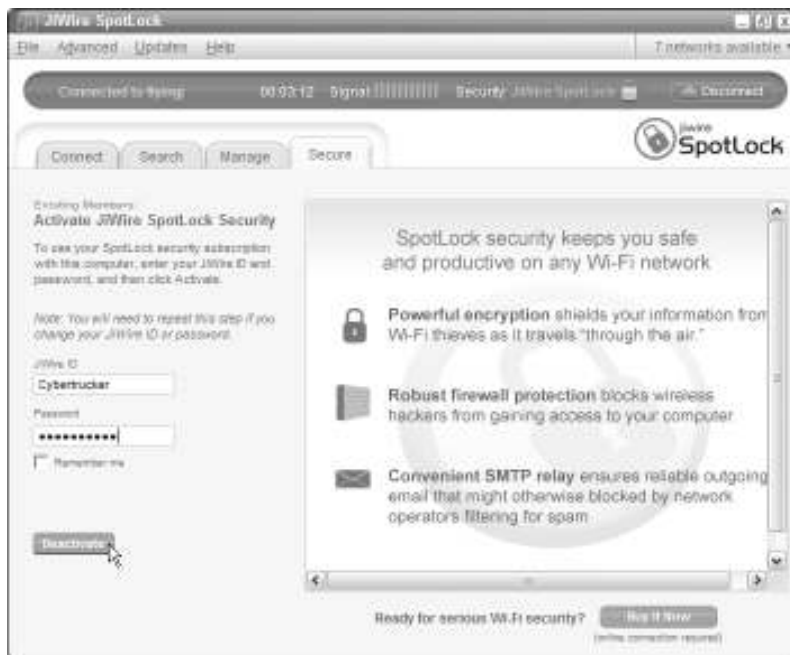 JiWire SpotLock
File Advanced Updates Help
7 networks available
Connected to
00:03:12 Signal Security: JiWire SpotLock Disconnect
Connect Search Manage Secure
jiwire
SpotLock
Existing Members:
Activate JiWire SpotLock Security
To use your SpotLock security subscription
with this computer, enter your JiWire ID and
password, and then click Activate.
Note: You will need to repeat this step if you
change your JiWire ID or password.
JiWire ID
Cybertrucker
Password
••••••••••
Remember me
Deactivate
SpotLock security keeps you safe
and productive on any Wi-Fi network
Powerful encryption shields your information from
Wi-Fi thieves as it travels "through the air."
Robust firewall protection blocks wireless
hackers from gaining access to your computer
Convenient SMTP relay ensures reliable outgoing
email that might otherwise blocked by network
operators filtering for spam
Ready for serious Wi-Fi security? Buy It Now
(online connection required)